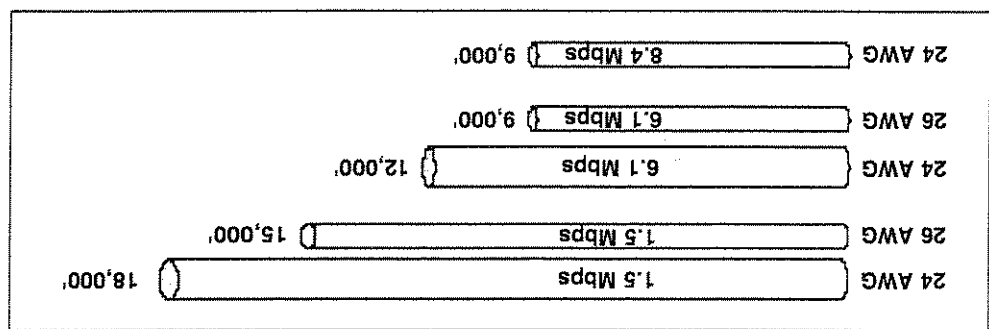 24 AWG 1.5 Mbps 18,000'
26 AWG 1.5 Mbps 15,000'
24 AWG 6.1 Mbps 12,000'
26 AWG 6.1 Mbps 9,000'
24 AWG 8.4 Mbps 9,000'